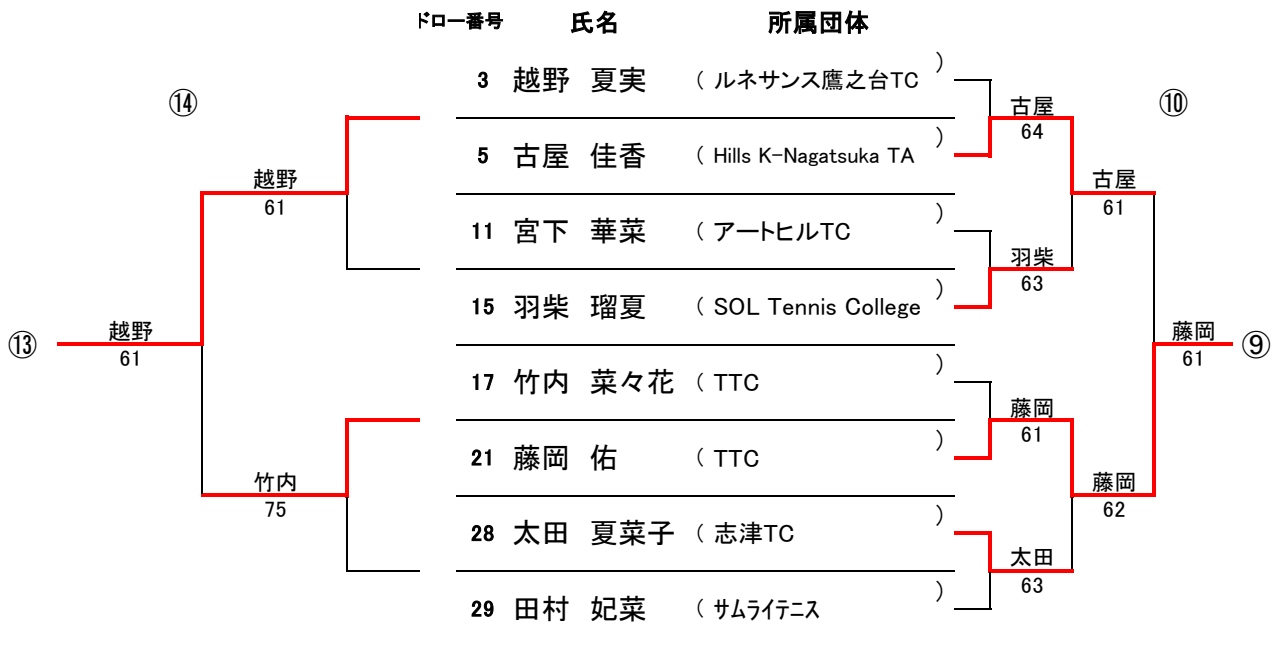 ドロー番号 氏名 所属団体
3 越野 夏実 ( ルネサンス鷹之台TC )
⑭ 古屋 ⑩
64
5 古屋 佳香 ( Hills K-Nagatsuka TA )
越野 古屋
61 61
11 宮下 華菜 ( アートヒルTC )
羽柴
63
15 羽柴 瑠夏 ( SOL Tennis College )
⑬ 越野 藤岡 ⑨
61 61
17 竹内 菜々花 ( TTC )
藤岡
61
21 藤岡 佑 ( TTC )
竹内 藤岡
75 62
28 太田 夏菜子 ( 志津TC )
太田
63
29 田村 妃菜 ( サムライテニス )